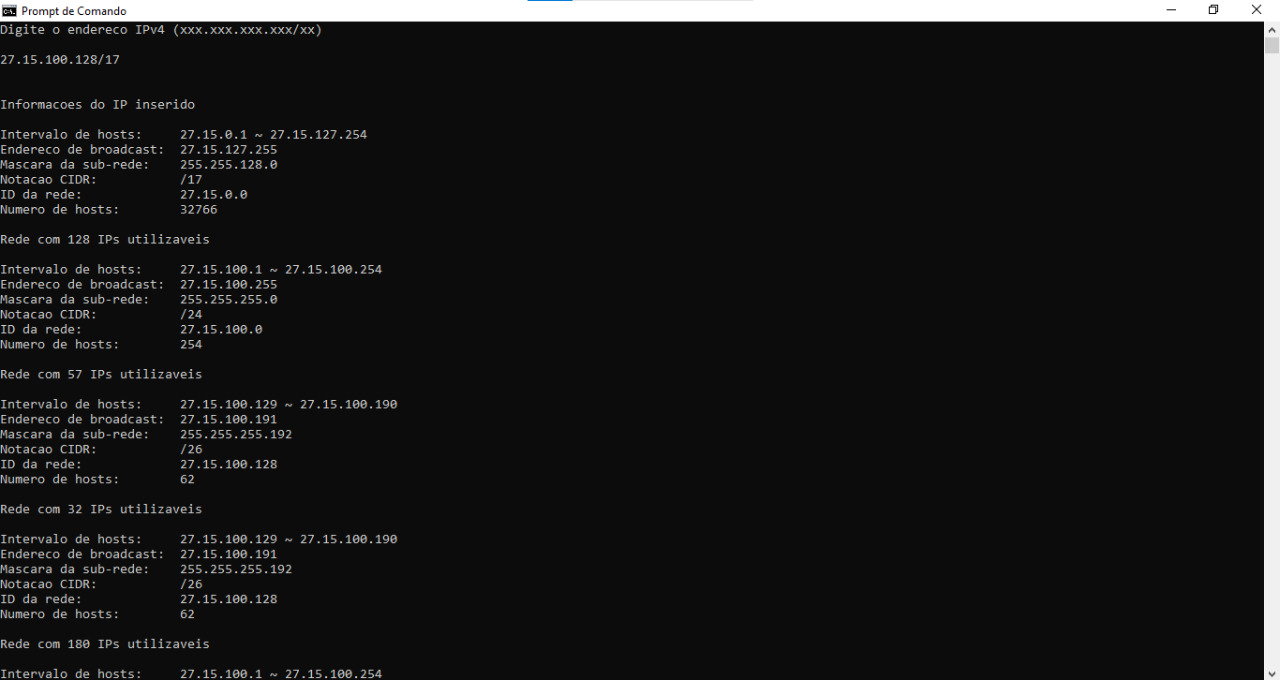 Prompt de Comando
Digite o endereco IPv4 (xxx.xxx.xxx.xxx/xx)
27.15.100.128/17
Informacoes do IP inserido
Intervalo de hosts: 27.15.0.1 ~ 27.15.127.254
Endereco de broadcast: 27.15.127.255
Mascara da sub-rede: 255.255.128.0
Notacao CIDR: /17
ID da rede: 27.15.0.0
Numero de hosts: 32766
Rede com 128 IPs utilizaveis
Intervalo de hosts: 27.15.100.1 ~ 27.15.100.254
Endereco de broadcast: 27.15.100.255
Mascara da sub-rede: 255.255.255.0
Notacao CIDR: /24
ID da rede: 27.15.100.0
Numero de hosts: 254
Rede com 57 IPs utilizaveis
Intervalo de hosts: 27.15.100.129 ~ 27.15.100.190
Endereco de broadcast: 27.15.100.191
Mascara da sub-rede: 255.255.255.192
Notacao CIDR: /26
ID da rede: 27.15.100.128
Numero de hosts: 62
Rede com 32 IPs utilizaveis
Intervalo de hosts: 27.15.100.129 ~ 27.15.100.190
Endereco de broadcast: 27.15.100.191
Mascara da sub-rede: 255.255.255.192
Notacao CIDR: /26
ID da rede: 27.15.100.128
Numero de hosts: 62
Rede com 180 IPs utilizaveis
Intervalo de hosts: 27.15.100.1 ~ 27.15.100.254